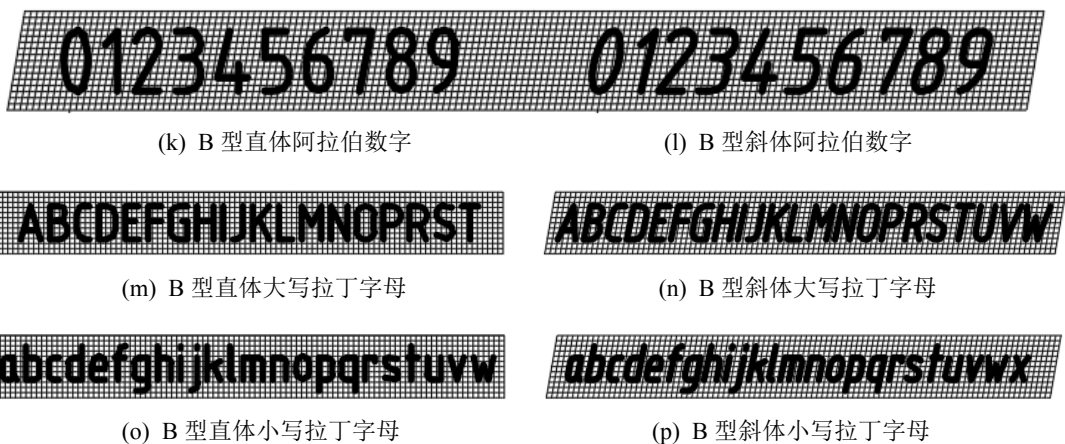 0123456789 0123456789
(k) B 型直体阿拉伯数字 (l) B 型斜体阿拉伯数字
ABCDEFGHIJKLMNOPRST ABCDEFGHIJKLMNOPRSTUVW
(m) B 型直体大写拉丁字母 (n) B 型斜体大写拉丁字母
abcdefghijklmnopqrstuvw abcdefghijklmnopqrstuvwx
(o) B 型直体小写拉丁字母 (p) B 型斜体小写拉丁字母